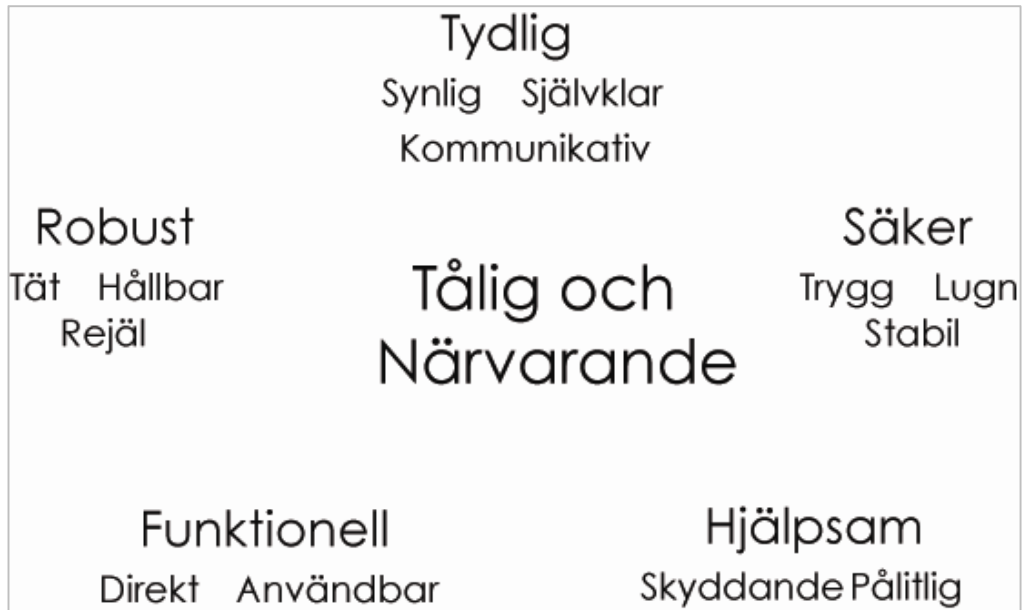 Tydlig
Synlig Självklar
Kommunikativ
Robust
Tät Hållbar
Rejäl
Säker
Trygg Lugn
Stabil
Tålig och
Närvarande
Funktionell
Direkt Användbar
Hjälpsam
Skyddande Pålitlig